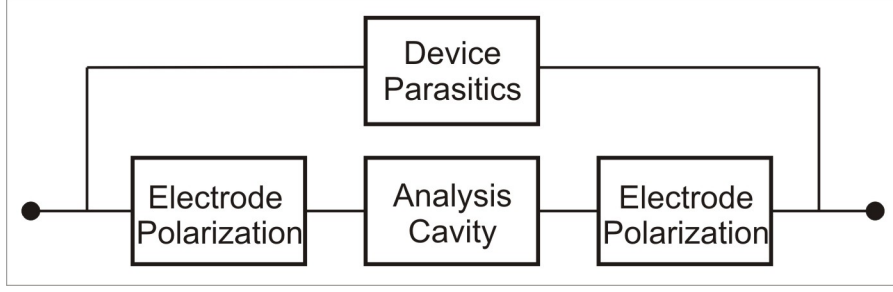 Device
Parasitics
Electrode
Polarization
Analysis
Cavity
Electrode
Polarization